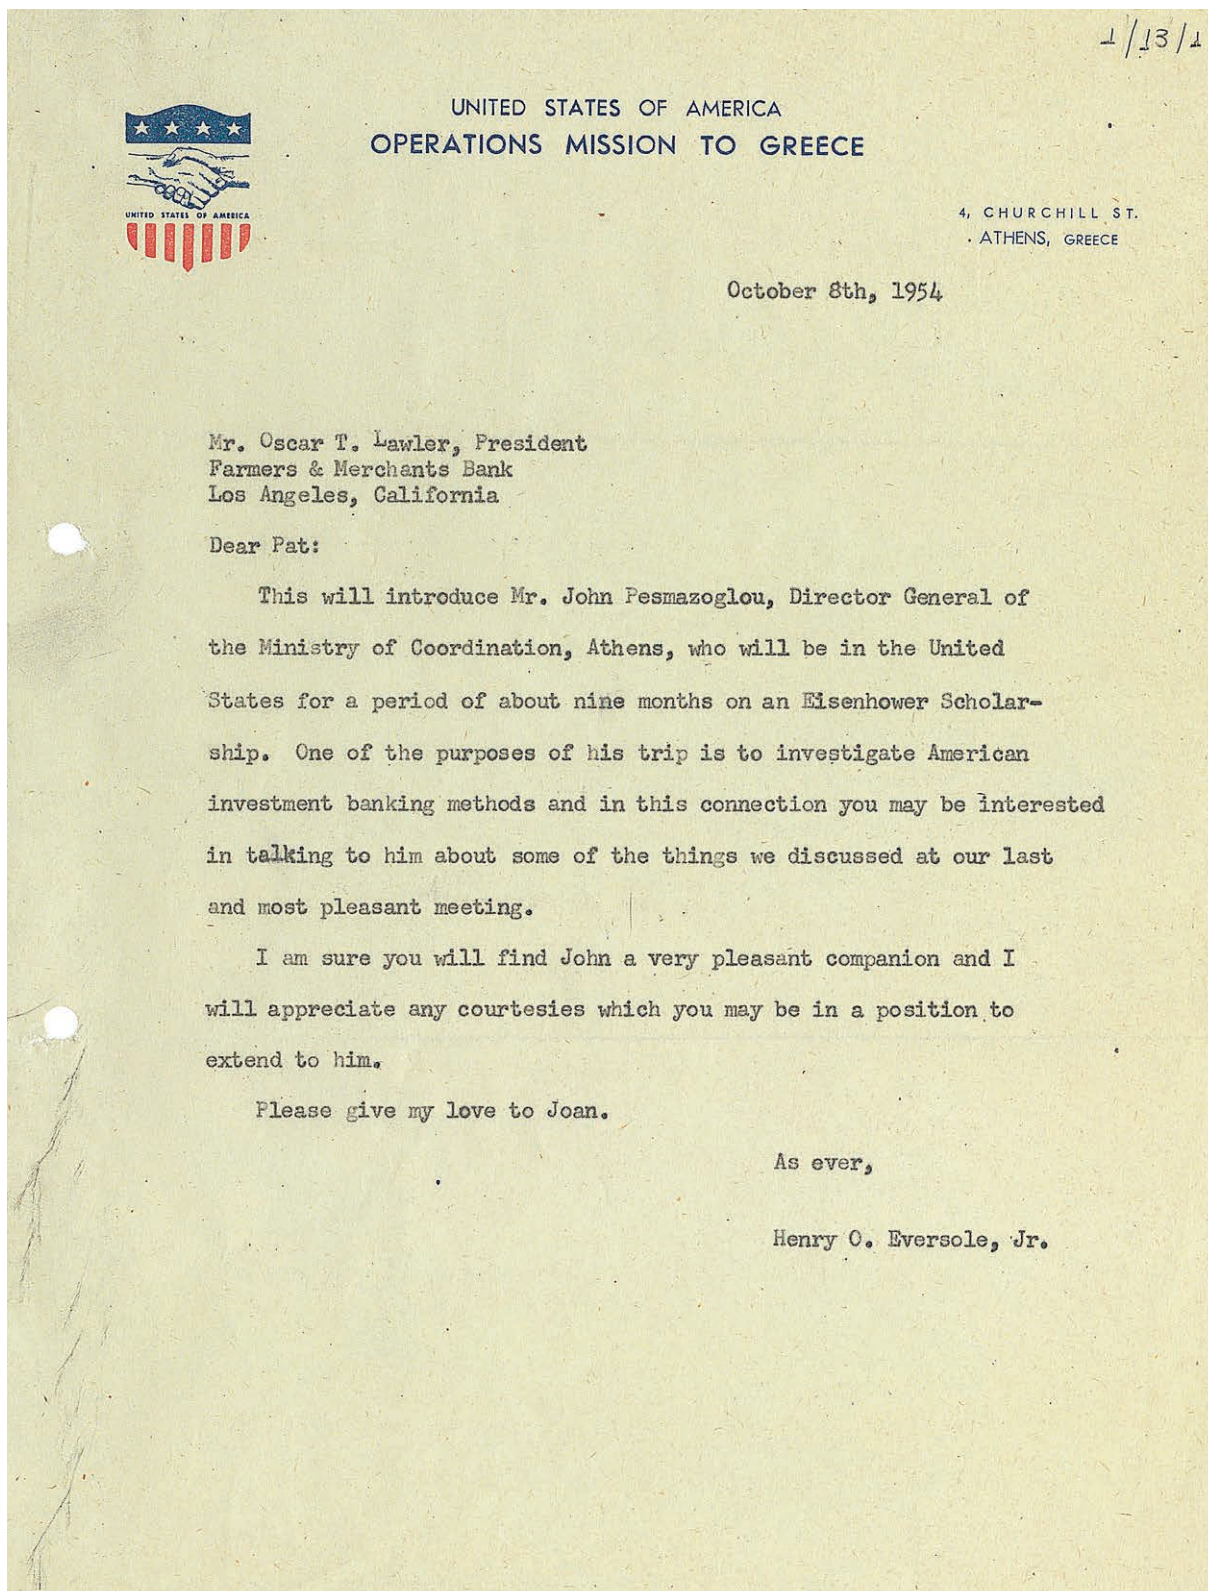 1/13/1
UNITED STATES OF AMERICA
OPERATIONS MISSION TO GREECE
UNITED STATES OF AMERICA
4, CHURCHILL ST.
ATHENS, GREECE
October 8th, 1954
Mr. Oscar T. Lawler, President
Farmers & Merchants Bank
Los Angeles, California
Dear Pat:
This will introduce Mr. John Pesmazoglou, Director General of
the Ministry of Coordination, Athens, who will be in the United
States for a period of about nine months on an Eisenhower Scholar-
ship. One of the purposes of his trip is to investigate American
investment banking methods and in this connection you may be interested
in talking to him about some of the things we discussed at our last
and most pleasant meeting.
I am sure you will find John a very pleasant companion and I
will appreciate any courtesies which you may be in a position to
extend to him.
Please give my love to Joan.
As ever,
Henry O. Eversole, Jr.